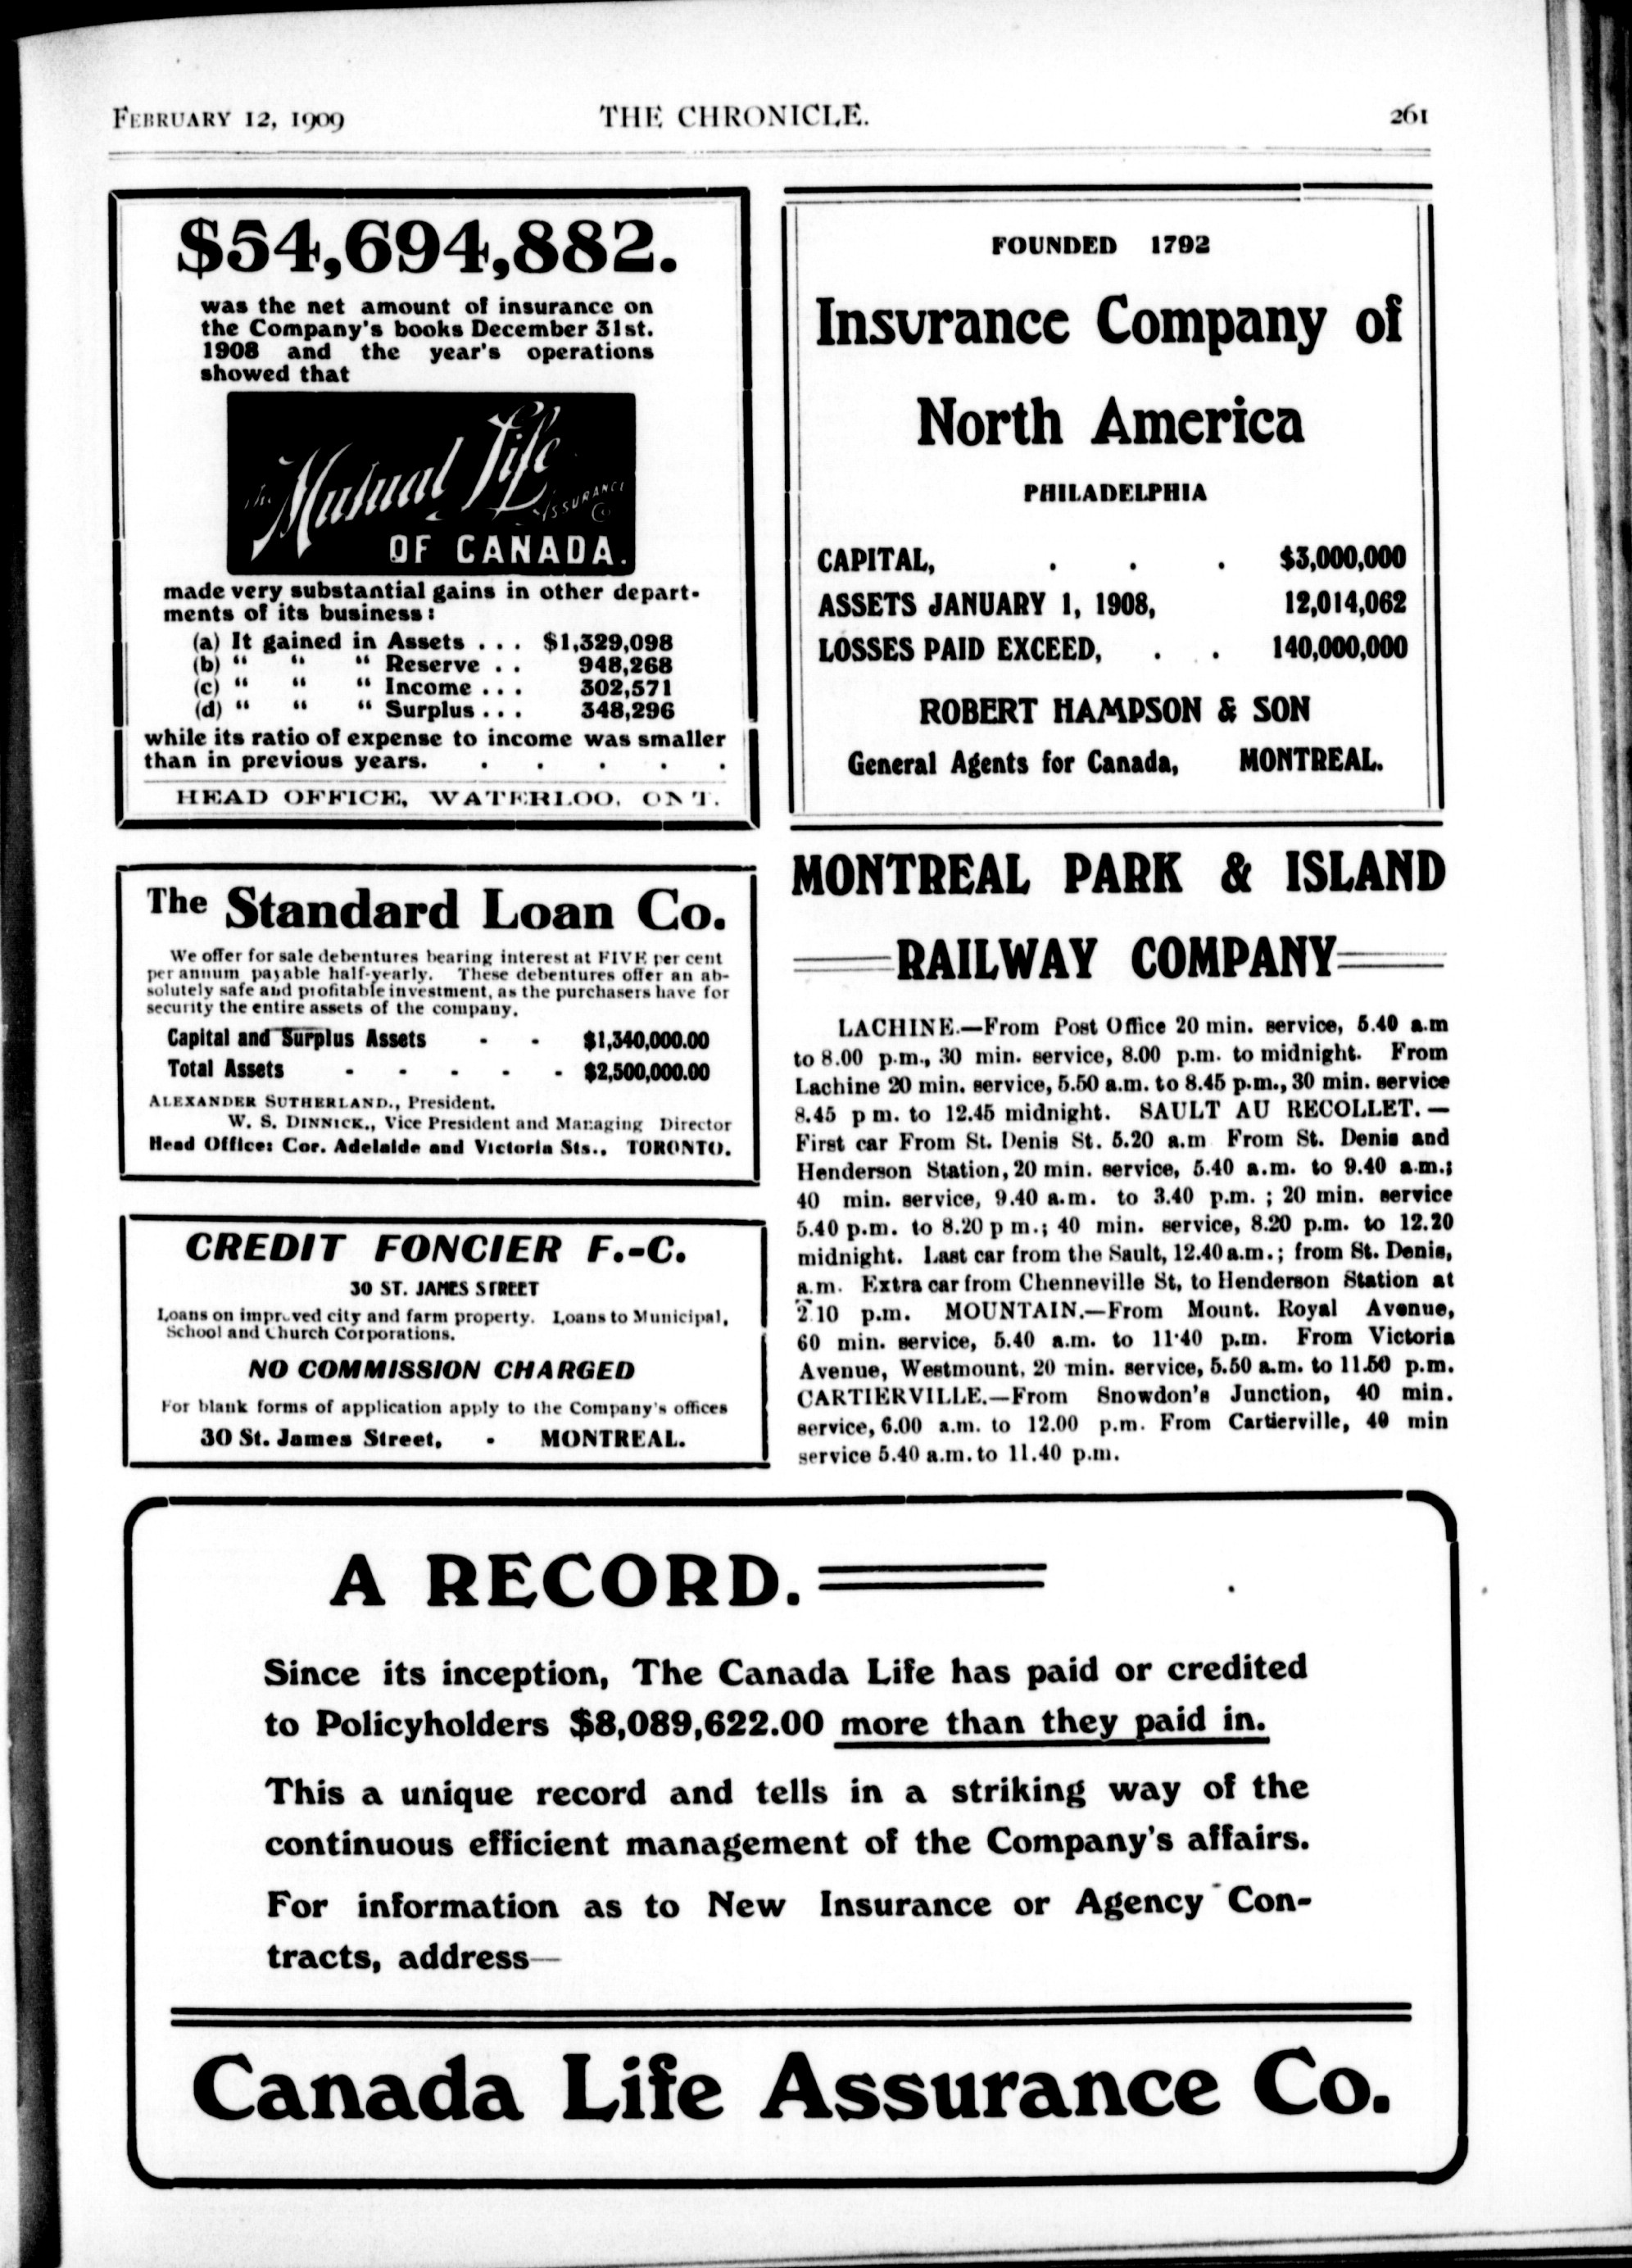 FEBRUARY 12, 1909
THE CHRONICLE.
261
$54,694,882.
was the net amount of insurance on
the Company's books December 31st.
1908 and the year's operations
showed that
The Mutual Life
ASSURANCE
Co
OF CANADA.
made very substantial gains in other depart-
ments of its business:
(a) It gained in Assets . . . $1,329,098
(b) “ “ “ Reserve . . 948,268
(c) “ “ “ Income . . . 302,571
(d) “ “ “ Surplus . . . 348,296
while its ratio of expense to income was smaller
than in previous years. . . . . .
HEAD OFFICE, WATERLOO, ONT.
The Standard Loan Co.
We offer for sale debentures bearing interest at FIVE per cent
per annum payable half-yearly. These debentures offer an ab-
solutely safe and profitable investment, as the purchasers have for
security the entire assets of the company.
Capital and Surplus Assets - - $1,340,000.00
Total Assets - - - - - $2,500,000.00
ALEXANDER SUTHERLAND., President.
W. S. DINNICK., Vice President and Managing Director
Head Office: Cor. Adelaide and Victoria Sts., TORONTO.
CREDIT FONCIER F.-C.
30 ST. JAMES STREET
Loans on improved city and farm property. Loans to Municipal,
School and Church Corporations.
NO COMMISSION CHARGED
For blank forms of application apply to the Company's offices
30 St. James Street, - MONTREAL.
FOUNDED 1792
Insurance Company of
North America
PHILADELPHIA
CAPITAL, . . . $3,000,000
ASSETS JANUARY 1, 1908, 12,014,062
LOSSES PAID EXCEED, . . 140,000,000
ROBERT HAMPSON & SON
General Agents for Canada, MONTREAL.
MONTREAL PARK & ISLAND
RAILWAY COMPANY
LACHINE.—From Post Office 20 min. service, 5.40 a.m
to 8.00 p.m., 30 min. service, 8.00 p.m. to midnight. From
Lachine 20 min. service, 5.50 a.m. to 8.45 p.m., 30 min. service
8.45 p m. to 12.45 midnight. SAULT AU RECOLLET.—
First car From St. Denis St. 5.20 a.m From St. Denis and
Henderson Station, 20 min. service, 5.40 a.m. to 9.40 a.m.;
40 min. service, 9.40 a.m. to 3.40 p.m. ; 20 min. service
5.40 p.m. to 8.20 p m.; 40 min. service, 8.20 p.m. to 12.20
midnight. Last car from the Sault, 12.40 a.m.; from St. Denis,
a.m. Extra car from Chenneville St, to Henderson Station at
10 p.m. MOUNTAIN.—From Mount. Royal Avenue,
60 min. service, 5.40 a.m. to 11·40 p.m. From Victoria
Avenue, Westmount, 20 min. service, 5.50 a.m. to 11.50 p.m.
CARTIERVILLE.—From Snowdon's Junction, 40 min.
service, 6.00 a.m. to 12.00 p.m. From Cartierville, 40 min
service 5.40 a.m. to 11.40 p.m.
A RECORD.
Since its inception, The Canada Life has paid or credited
to Policyholders $8,089,622.00 more than they paid in.
This a unique record and tells in a striking way of the
continuous efficient management of the Company's affairs.
For information as to New Insurance or Agency Con-
tracts, address—
Canada Life Assurance Co.